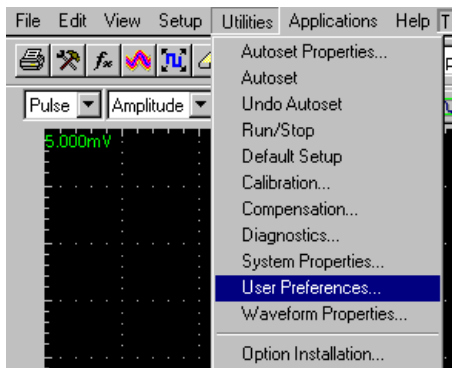 File Edit View Setup Utilities Applications Help T
Autoset Properties...
Autoset
Pulse Amplitude Undo Autoset
Run/Stop
5.000mV
Default Setup
Calibration...
Compensation...
Diagnostics...
System Properties...
User Preferences...
Waveform Properties...
Option Installation...